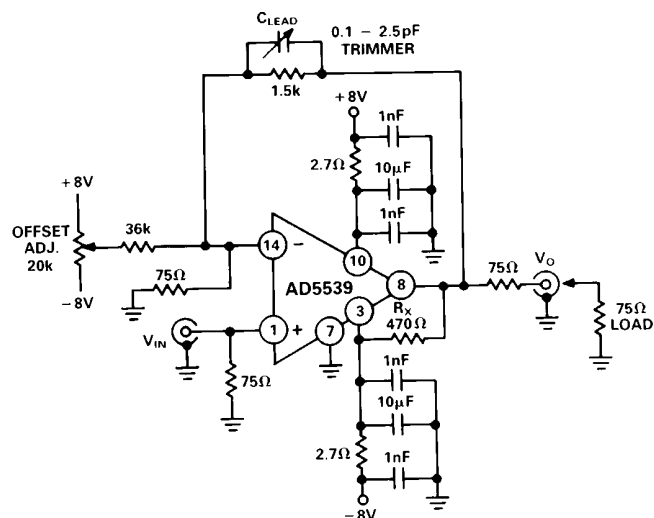 C_LEAD
0.1 – 2.5pF
TRIMMER
1.5k
+8V
1nF
2.7Ω
10µF
1nF
+8V
OFFSET
ADJ.
20k
–8V
36k
75Ω
14
–
10
AD5539
8
R_X
470Ω
3
7
1
+
V_IN
75Ω
75Ω
V_O
75Ω
LOAD
1nF
10µF
2.7Ω
1nF
–8V